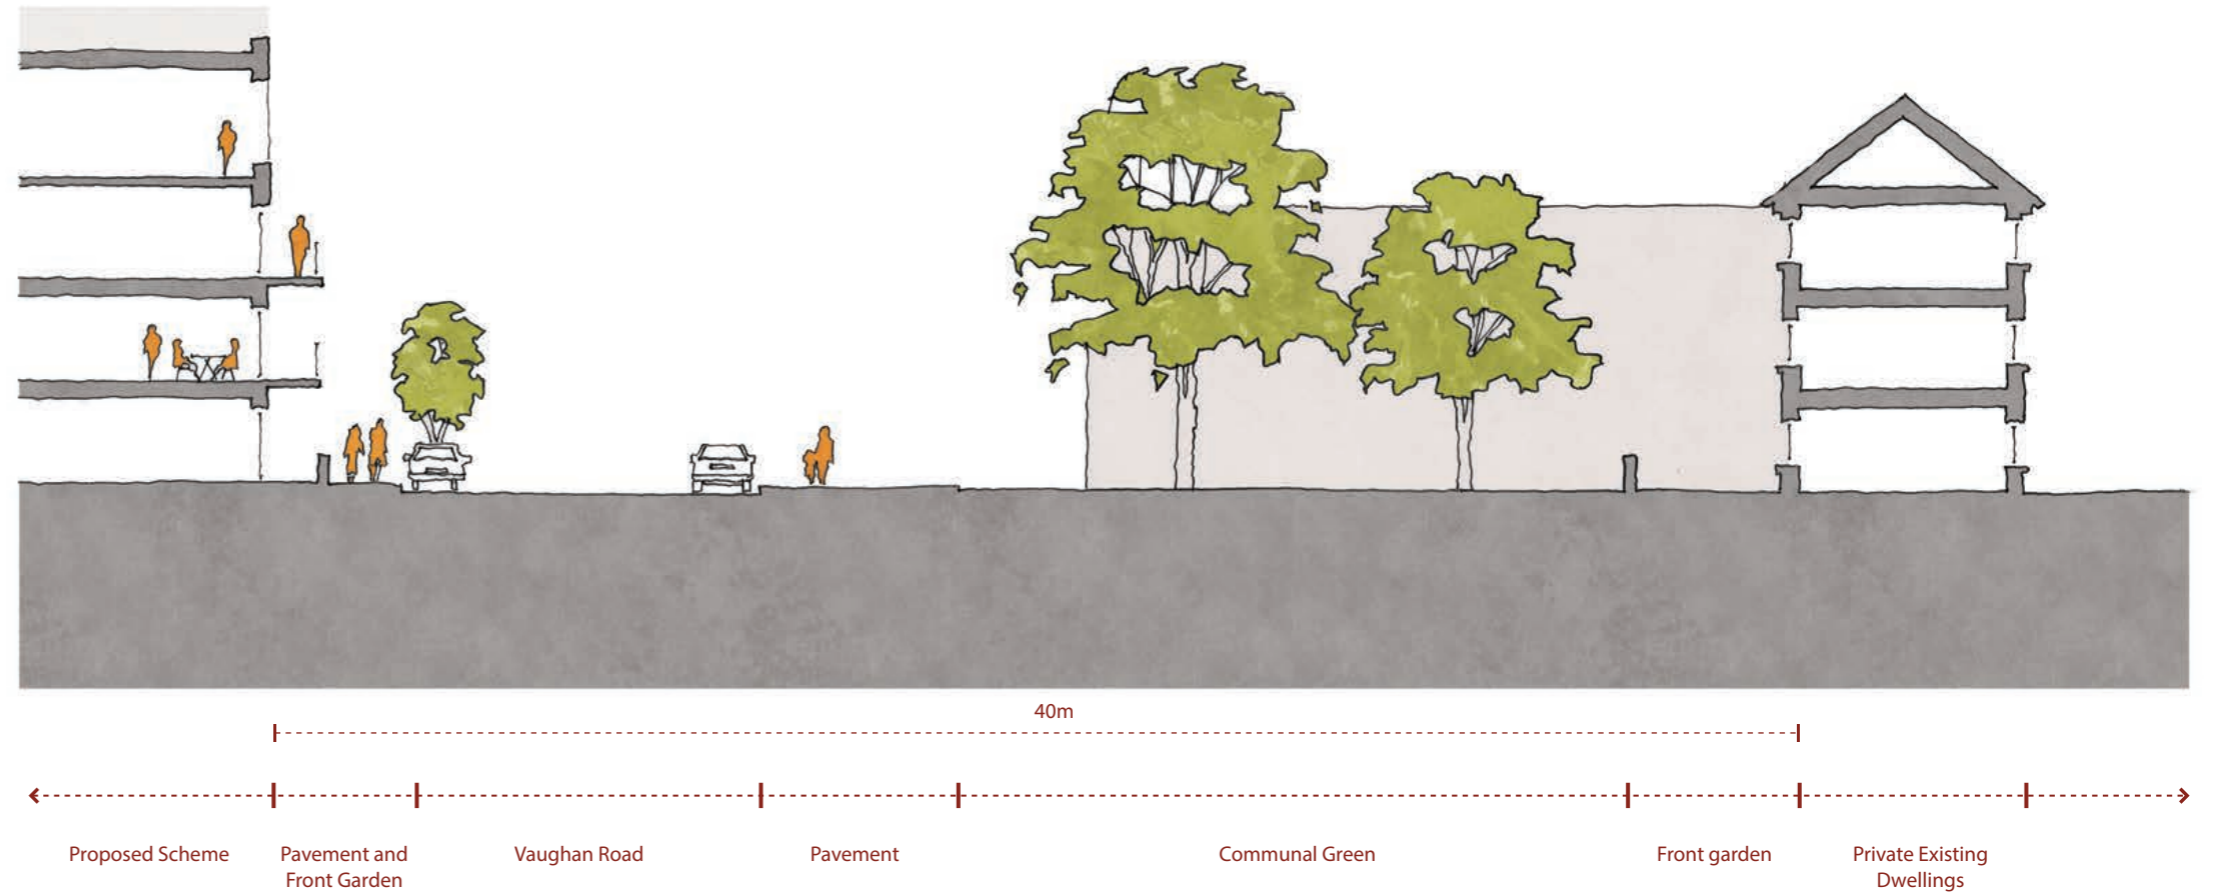 40m
Proposed Scheme
Pavement and
Front Garden
Vaughan Road
Pavement
Communal Green
Front garden
Private Existing
Dwellings